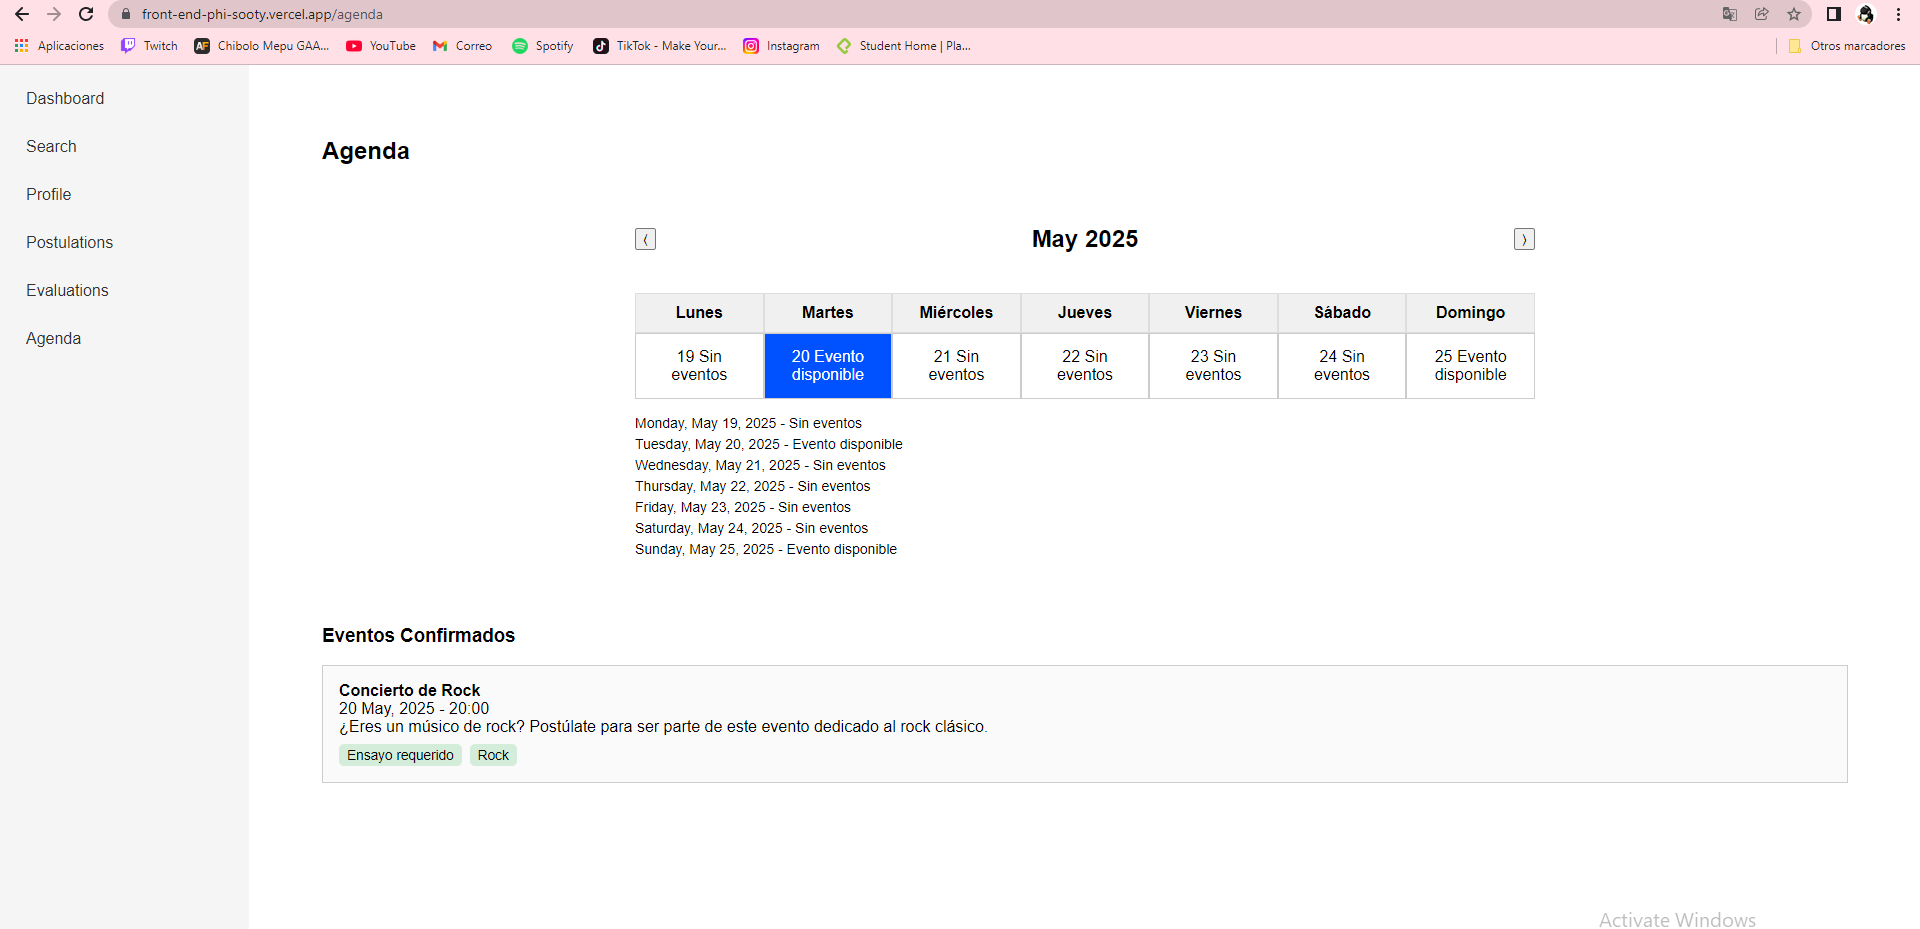 front-end-phi-sooty.vercel.app/agenda
Aplicaciones Twitch Chibolo Mepu GAA... YouTube Correo Spotify TikTok - Make Your... Instagram Student Home | Pla... Otros marcadores
Dashboard
Search
Profile
Postulations
Evaluations
Agenda
Agenda
⟨ May 2025 ⟩
Lunes Martes Miércoles Jueves Viernes Sábado Domingo
19 Sin eventos 20 Evento disponible 21 Sin eventos 22 Sin eventos 23 Sin eventos 24 Sin eventos 25 Evento disponible
Monday, May 19, 2025 - Sin eventos
Tuesday, May 20, 2025 - Evento disponible
Wednesday, May 21, 2025 - Sin eventos
Thursday, May 22, 2025 - Sin eventos
Friday, May 23, 2025 - Sin eventos
Saturday, May 24, 2025 - Sin eventos
Sunday, May 25, 2025 - Evento disponible
Eventos Confirmados
Concierto de Rock
20 May, 2025 - 20:00
¿Eres un músico de rock? Postúlate para ser parte de este evento dedicado al rock clásico.
Ensayo requerido Rock
Activate Windows